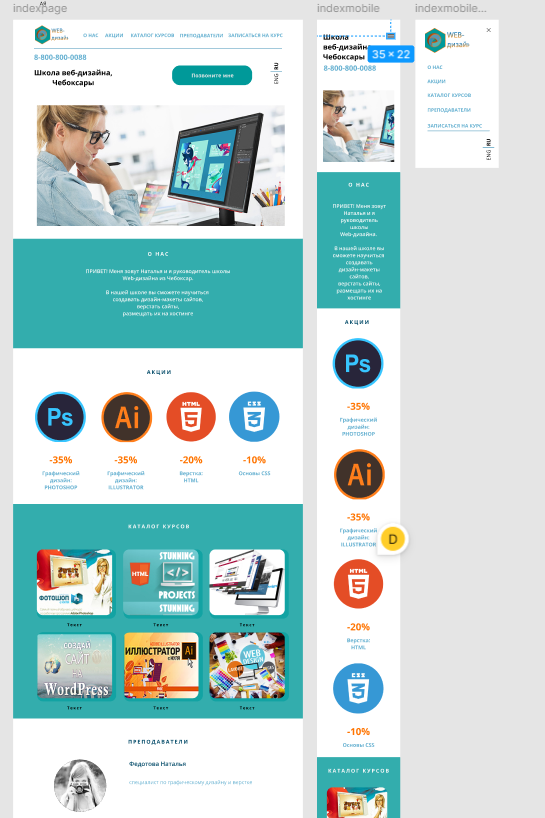 indexpage
WEB-
дизайн
О НАС АКЦИИ КАТАЛОГ КУРСОВ ПРЕПОДАВАТЕЛИ ЗАПИСАТЬСЯ НА КУРС
8-800-800-0088
Школа веб-дизайна,
Чебоксары
Позвоните мне
ENG | RU
О НАС
ПРИВЕТ! Меня зовут Наталья и я руководитель школы
Web-дизайна из Чебоксар.
В нашей школе вы сможете научиться
создавать дизайн-макеты сайтов,
верстать сайты,
размещать их на хостинге
АКЦИИ
Ps
Ai
HTML
5
CSS
3
-35%
-35%
-20%
-10%
Графический
дизайн:
PHOTOSHOP
Графический
дизайн:
ILLUSTRATOR
Верстка:
HTML
Основы CSS
КАТАЛОГ КУРСОВ
ФОТОШОП
STUNNING
HTML
</>
PROJECTS
STUNNING
Текст
Текст
Текст
СОЗДАЙ
САЙТ
НА
WordPress
ИЛЛЮСТРАТОР
Ai
WEB
DESIGN
Текст
Текст
Текст
ПРЕПОДАВАТЕЛИ
Федотова Наталья
специалист по графическому дизайну и верстке
indexmobile
Школа
веб-дизайна,
Чебоксары
35 × 22
8-800-800-0088
О НАС
ПРИВЕТ! Меня зовут
Наталья и я
руководитель
школы
Web-дизайна.
В нашей школе вы
сможете научиться
создавать
дизайн-макеты
сайтов,
верстать сайты,
размещать их на
хостинге
АКЦИИ
Ps
-35%
Графический
дизайн:
PHOTOSHOP
Ai
-35%
Графический
дизайн:
ILLUSTRATOR
D
HTML
5
-20%
Верстка:
HTML
CSS
3
-10%
Основы CSS
КАТАЛОГ КУРСОВ
indexmobile...
×
WEB-
дизайн
О НАС
АКЦИИ
КАТАЛОГ КУРСОВ
ПРЕПОДАВАТЕЛИ
ЗАПИСАТЬСЯ НА КУРС
ENG | RU